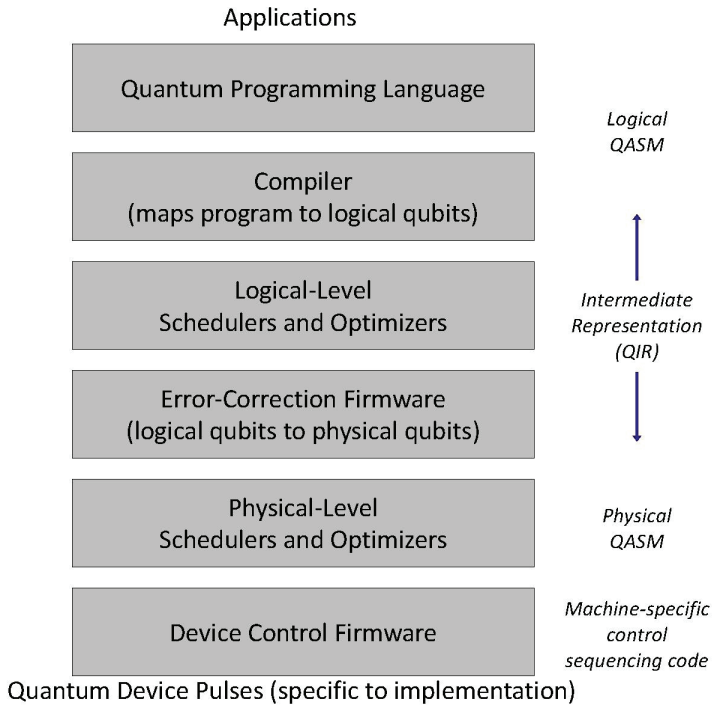 Applications
Quantum Programming Language
Logical
QASM
Compiler
(maps program to logical qubits)
Logical-Level
Schedulers and Optimizers
Intermediate
Representation
(QIR)
Error-Correction Firmware
(logical qubits to physical qubits)
Physical-Level
Schedulers and Optimizers
Physical
QASM
Device Control Firmware
Machine-specific
control
sequencing code
Quantum Device Pulses (specific to implementation)